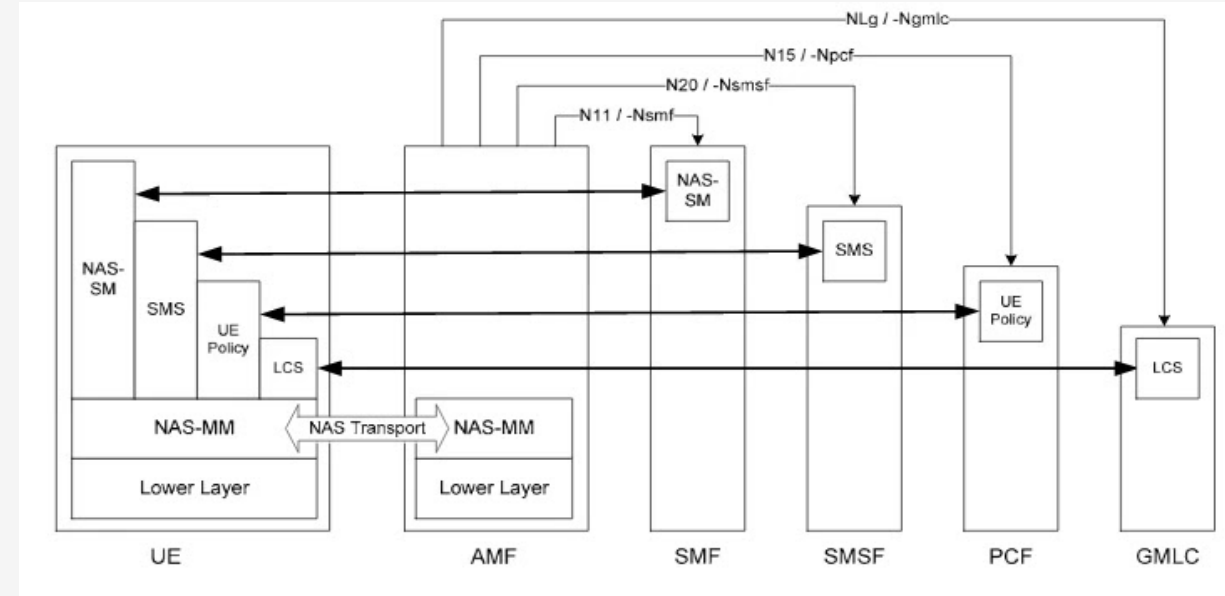 NLg / -Ngmlc
N15 / -Npcf
N20 / -Nsmsf
N11 / -Nsmf
NAS-
SM
SMS
UE
Policy
LCS
NAS-MM
Lower Layer
NAS Transport
NAS-MM
Lower Layer
NAS-
SM
SMS
UE
Policy
LCS
UE
AMF
SMF
SMSF
PCF
GMLC